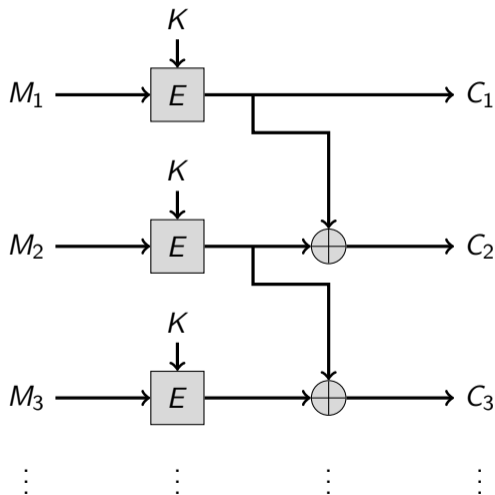 K
M₁ E C₁
K
M₂ E C₂
K
M₃ E C₃
⋮ ⋮ ⋮ ⋮